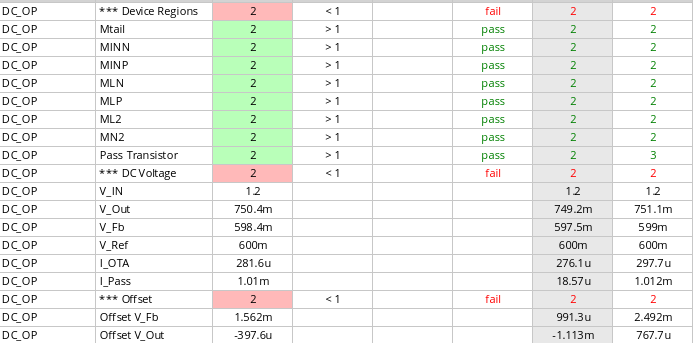 DC_OP *** Device Regions 2 < 1 fail 2 2
DC_OP Mtail 2 > 1 pass 2 2
DC_OP MINN 2 > 1 pass 2 2
DC_OP MINP 2 > 1 pass 2 2
DC_OP MLN 2 > 1 pass 2 2
DC_OP MLP 2 > 1 pass 2 2
DC_OP ML2 2 > 1 pass 2 2
DC_OP MN2 2 > 1 pass 2 2
DC_OP Pass Transistor 2 > 1 pass 2 3
DC_OP *** DC Voltage 2 < 1 fail 2 2
DC_OP V_IN 1.2 1.2 1.2
DC_OP V_Out 750.4m 749.2m 751.1m
DC_OP V_Fb 598.4m 597.5m 599m
DC_OP V_Ref 600m 600m 600m
DC_OP I_OTA 281.6u 276.1u 297.7u
DC_OP I_Pass 1.01m 18.57u 1.012m
DC_OP *** Offset 2 < 1 fail 2 2
DC_OP Offset V_Fb 1.562m 991.3u 2.492m
DC_OP Offset V_Out -397.6u -1.113m 767.7u